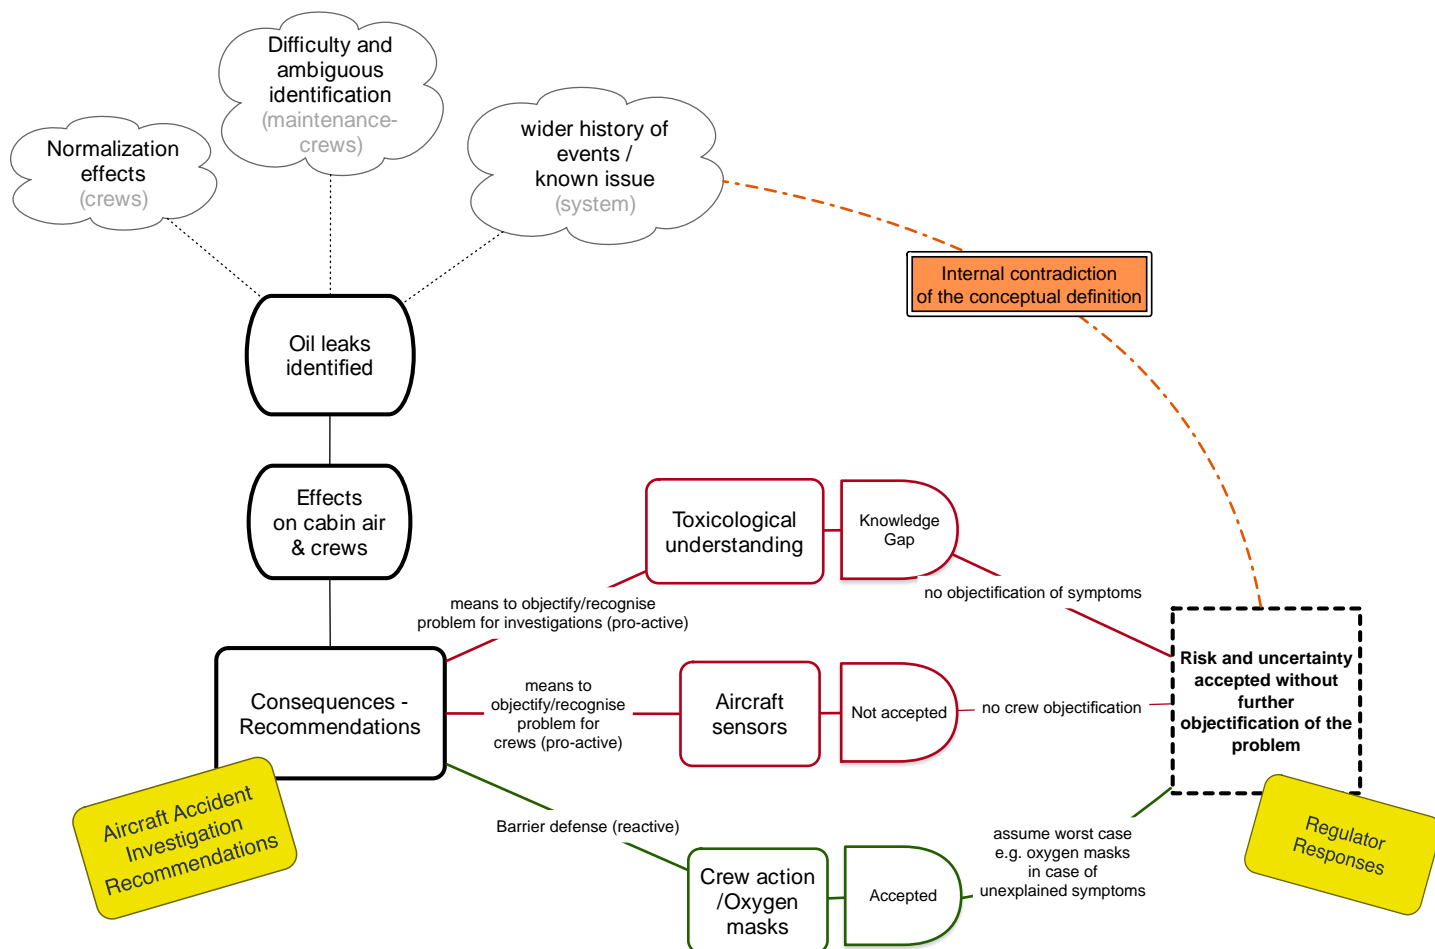 Difficulty and
ambiguous
identification
(maintenance-
crews)
Normalization
effects
(crews)
wider history of
events /
known issue
(system)
Internal contradiction
of the conceptual definition
Oil leaks
identified
Effects
on cabin air
& crews
Toxicological
understanding
Knowledge
Gap
no objectification of symptoms
means to objectify/recognise
problem for investigations (pro-active)
Consequences -
Recommendations
means to
objectify/recognise
problem for
crews (pro-active)
Aircraft
sensors
Not accepted
no crew objectification
Risk and uncertainty
accepted without
further
objectification of the
problem
Aircraft Accident
Investigation
Recommendations
Barrier defense (reactive)
Crew action
/Oxygen
masks
Accepted
assume worst case
e.g. oxygen masks
in case of
unexplained symptoms
Regulator
Responses